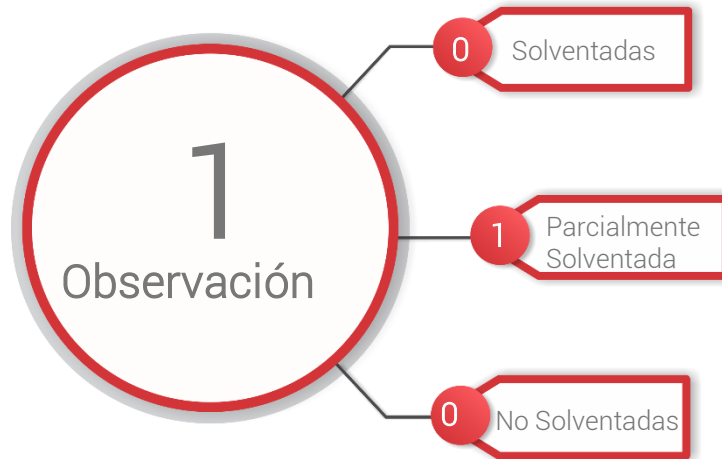 1
Observación
0
Solventadas
1
Parcialmente
Solventada
0
No Solventadas